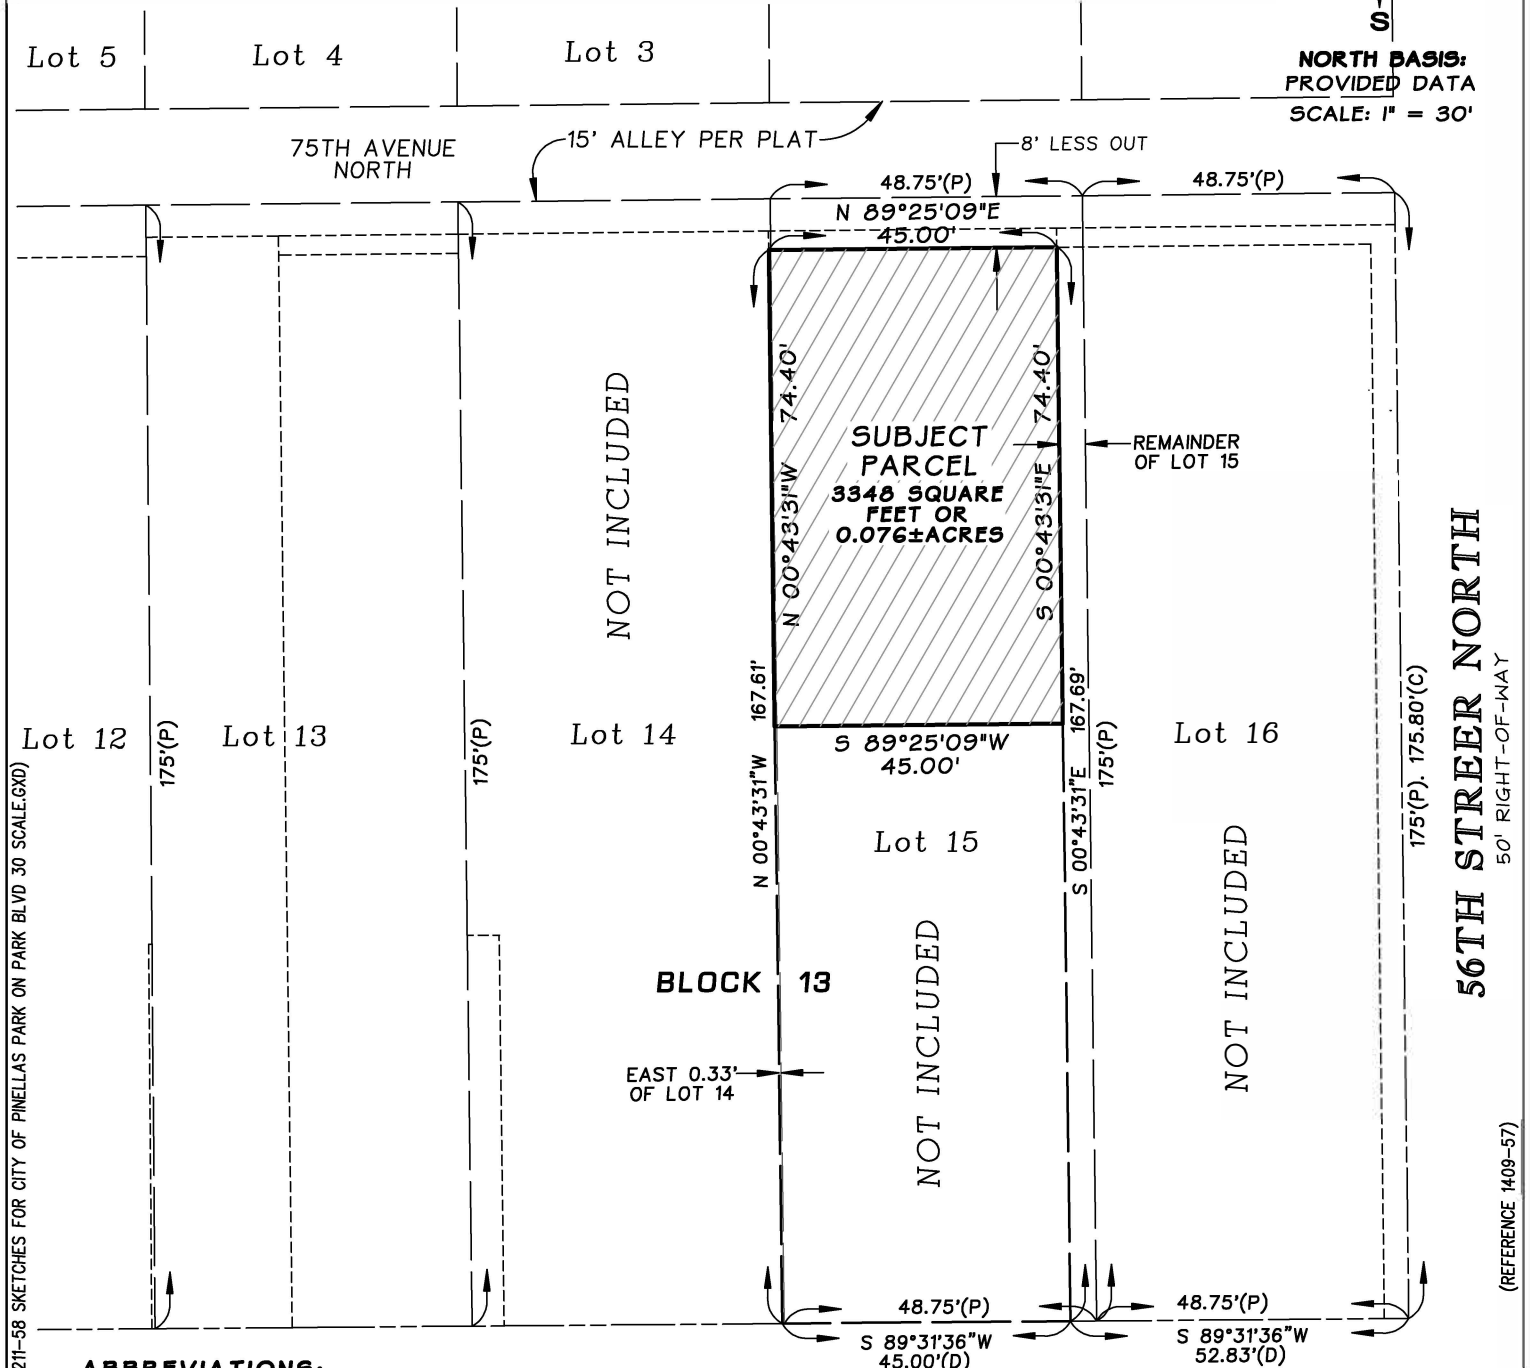 S
NORTH BASIS:
PROVIDED DATA
SCALE: 1" = 30'
Lot 5
Lot 4
Lot 3
75TH AVENUE
NORTH
15' ALLEY PER PLAT
8' LESS OUT
48.75'(P)
48.75'(P)
N 89°25'09"E
45.00'
N 00°43'31"W 74.40'
S 00°43'31"E 74.40'
SUBJECT
PARCEL
3348 SQUARE
FEET OR
0.076±ACRES
REMAINDER
OF LOT 15
NOT INCLUDED
S 89°25'09"W
45.00'
Lot 12
175'(P)
Lot 13
175'(P)
Lot 14
N 00°43'31"W 167.61'
S 00°43'31"E 167.69'
175'(P)
Lot 16
175'(P). 175.80'(C)
56TH STREER NORTH
50' RIGHT-OF-WAY
Lot 15
NOT INCLUDED
NOT INCLUDED
BLOCK 13
EAST 0.33'
OF LOT 14
48.75'(P)
S 89°31'36"W
45.00'(D)
48.75'(P)
S 89°31'36"W
52.83'(D)
211-58 SKETCHES FOR CITY OF PINELLAS PARK ON PARK BLVD 30 SCALE.GXD)
(REFERENCE 1409-57)
ABBREVIATIONS: